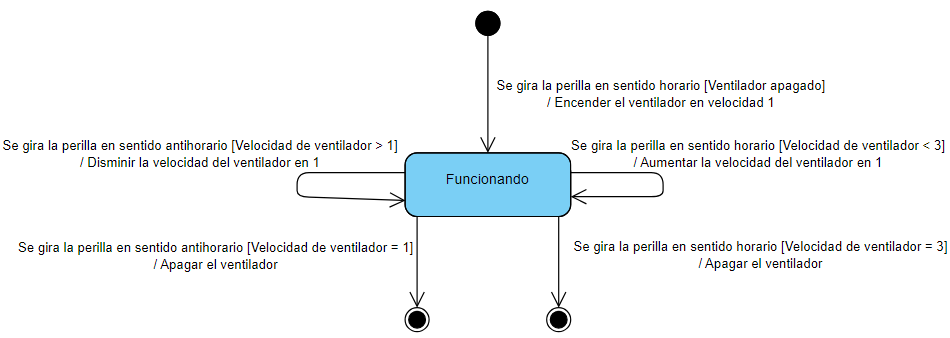 Se gira la perilla en sentido horario [Ventilador apagado]
/ Encender el ventilador en velocidad 1
Se gira la perilla en sentido antihorario [Velocidad de ventilador > 1]
/ Disminir la velocidad del ventilador en 1
Se gira la perilla en sentido horario [Velocidad de ventilador < 3]
/ Aumentar la velocidad del ventilador en 1
Funcionando
Se gira la perilla en sentido antihorario [Velocidad de ventilador = 1]
/ Apagar el ventilador
Se gira la perilla en sentido horario [Velocidad de ventilador = 3]
/ Apagar el ventilador